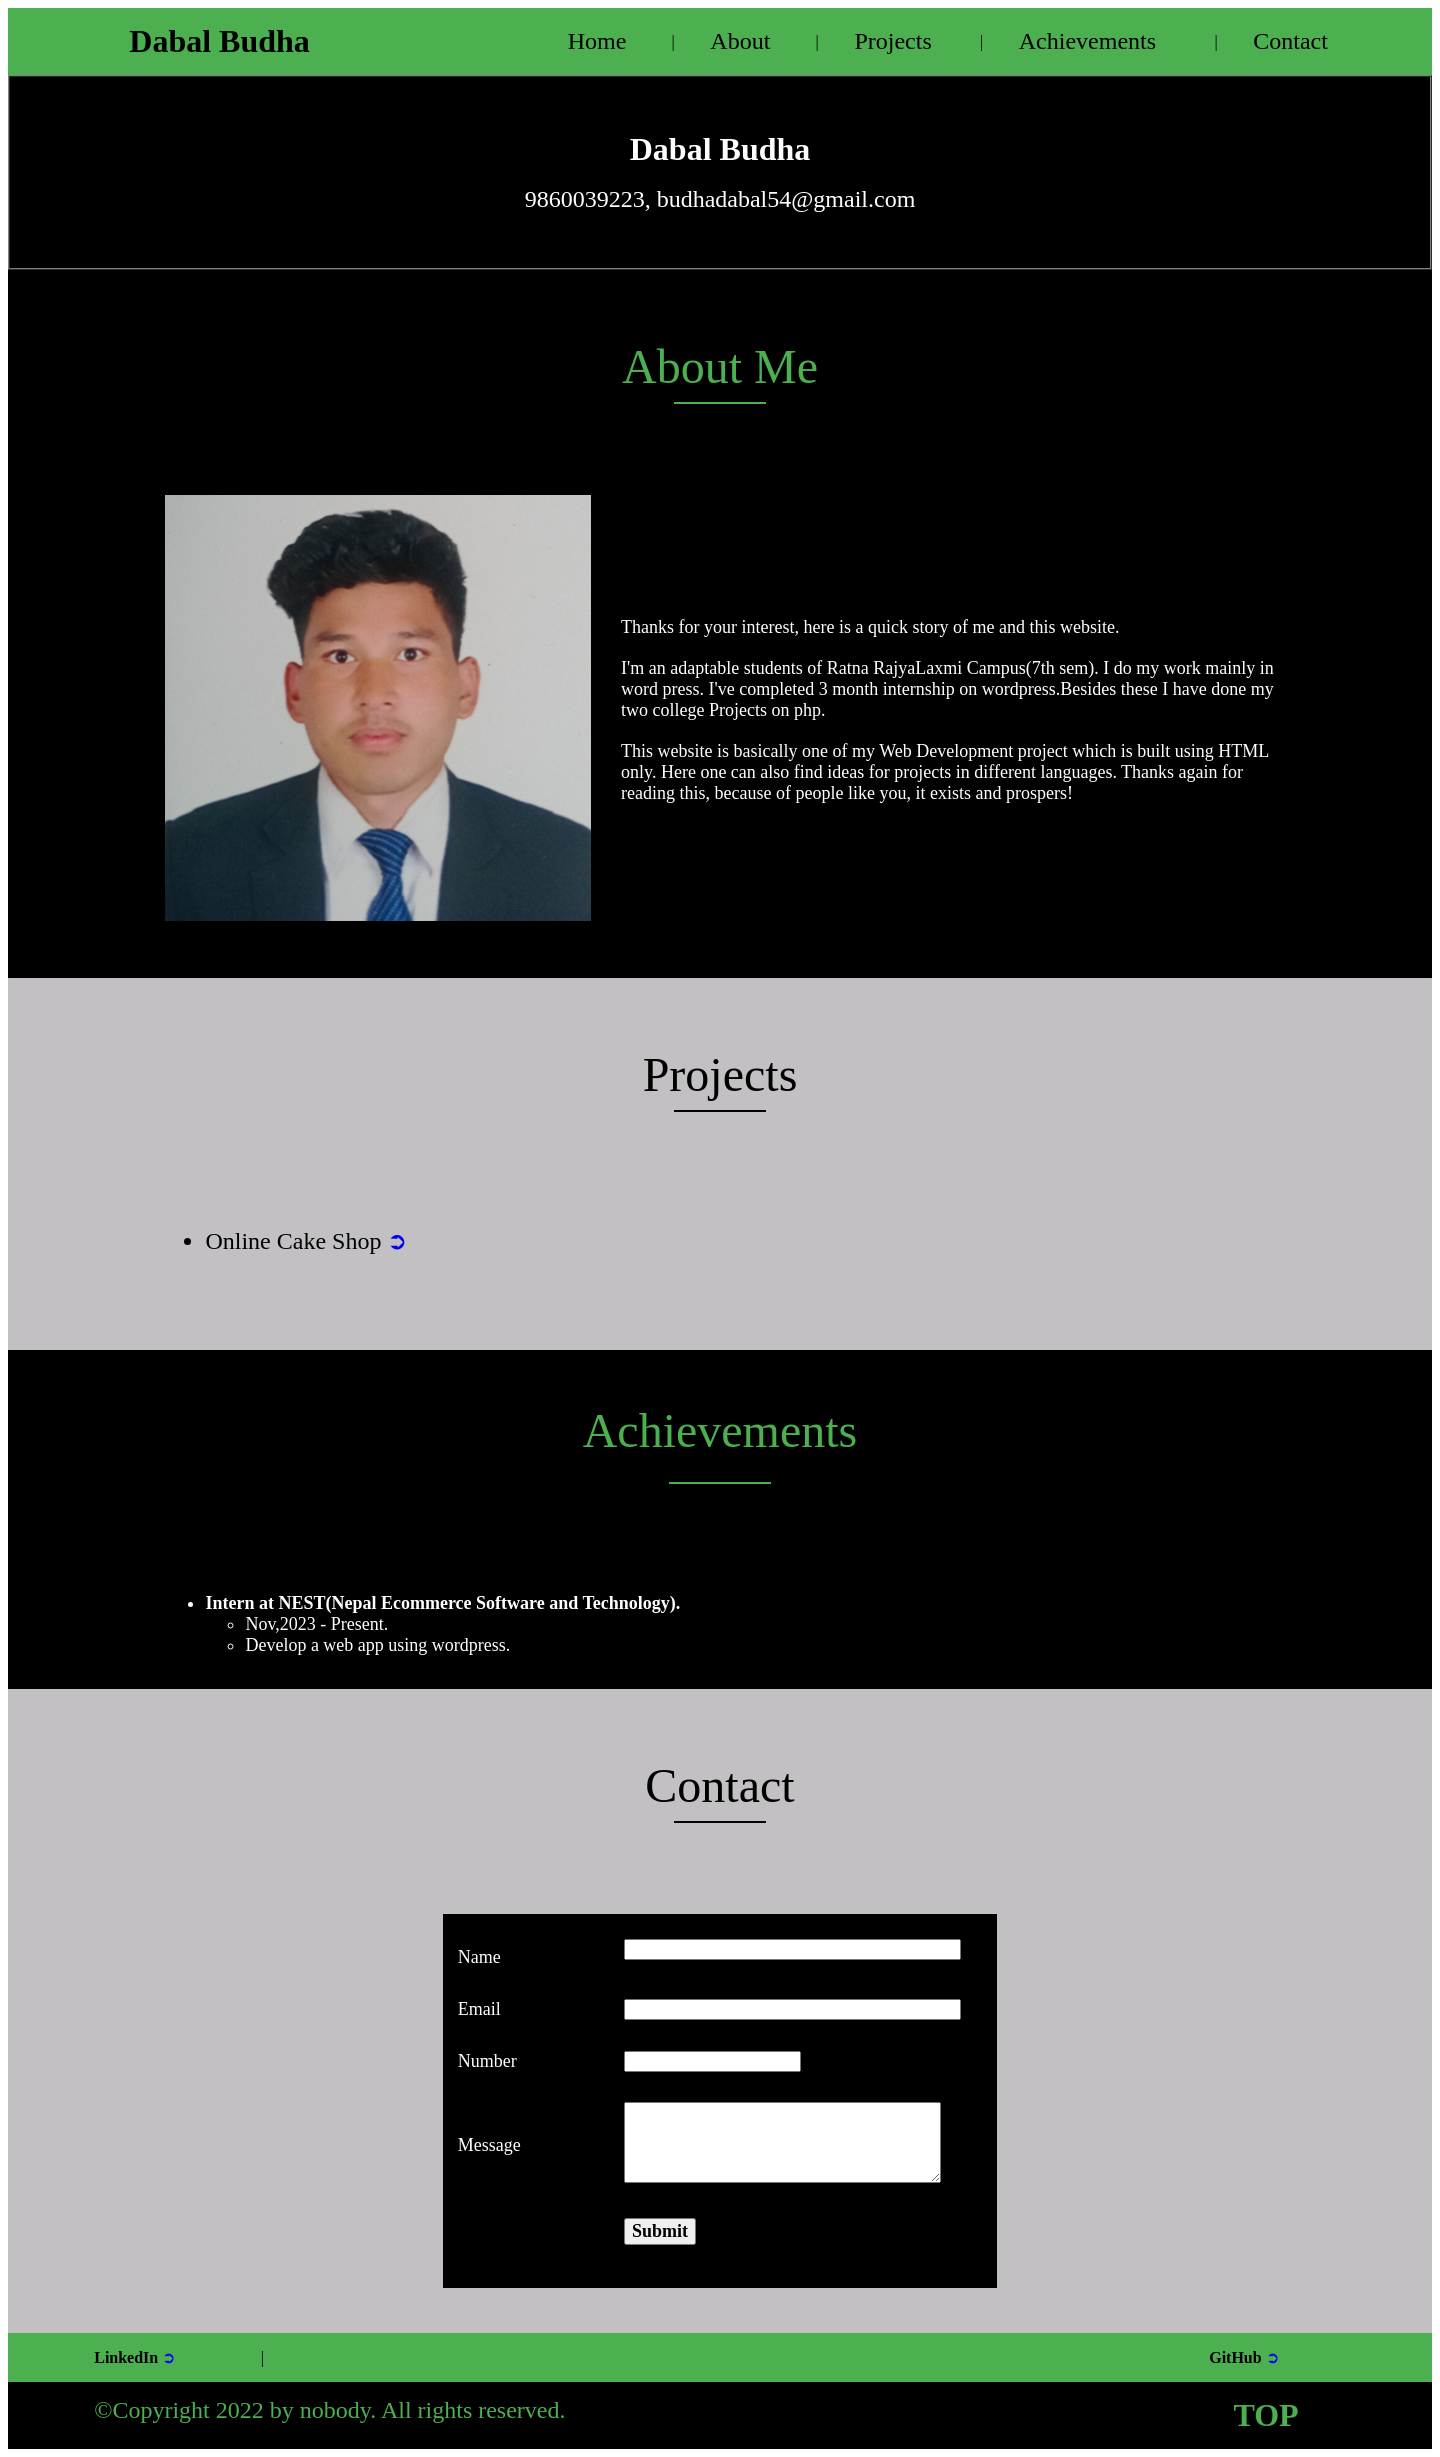 Dabal Budha
Home | About | Projects | Achievements | Contact
Dabal Budha
9860039223, budhadabal54@gmail.com
About Me
Thanks for your interest, here is a quick story of me and this website.
I'm an adaptable students of Ratna RajyaLaxmi Campus(7th sem). I do my work mainly in
word press. I've completed 3 month internship on wordpress.Besides these I have done my
two college Projects on php.
This website is basically one of my Web Development project which is built using HTML
only. Here one can also find ideas for projects in different languages. Thanks again for
reading this, because of people like you, it exists and prospers!
Projects
• Online Cake Shop ➲
Achievements
• Intern at NEST(Nepal Ecommerce Software and Technology).
◦ Nov,2023 - Present.
◦ Develop a web app using wordpress.
Contact
Name
Email
Number
Message
Submit
LinkedIn ➲ | GitHub ➲
©Copyright 2022 by nobody. All rights reserved. TOP